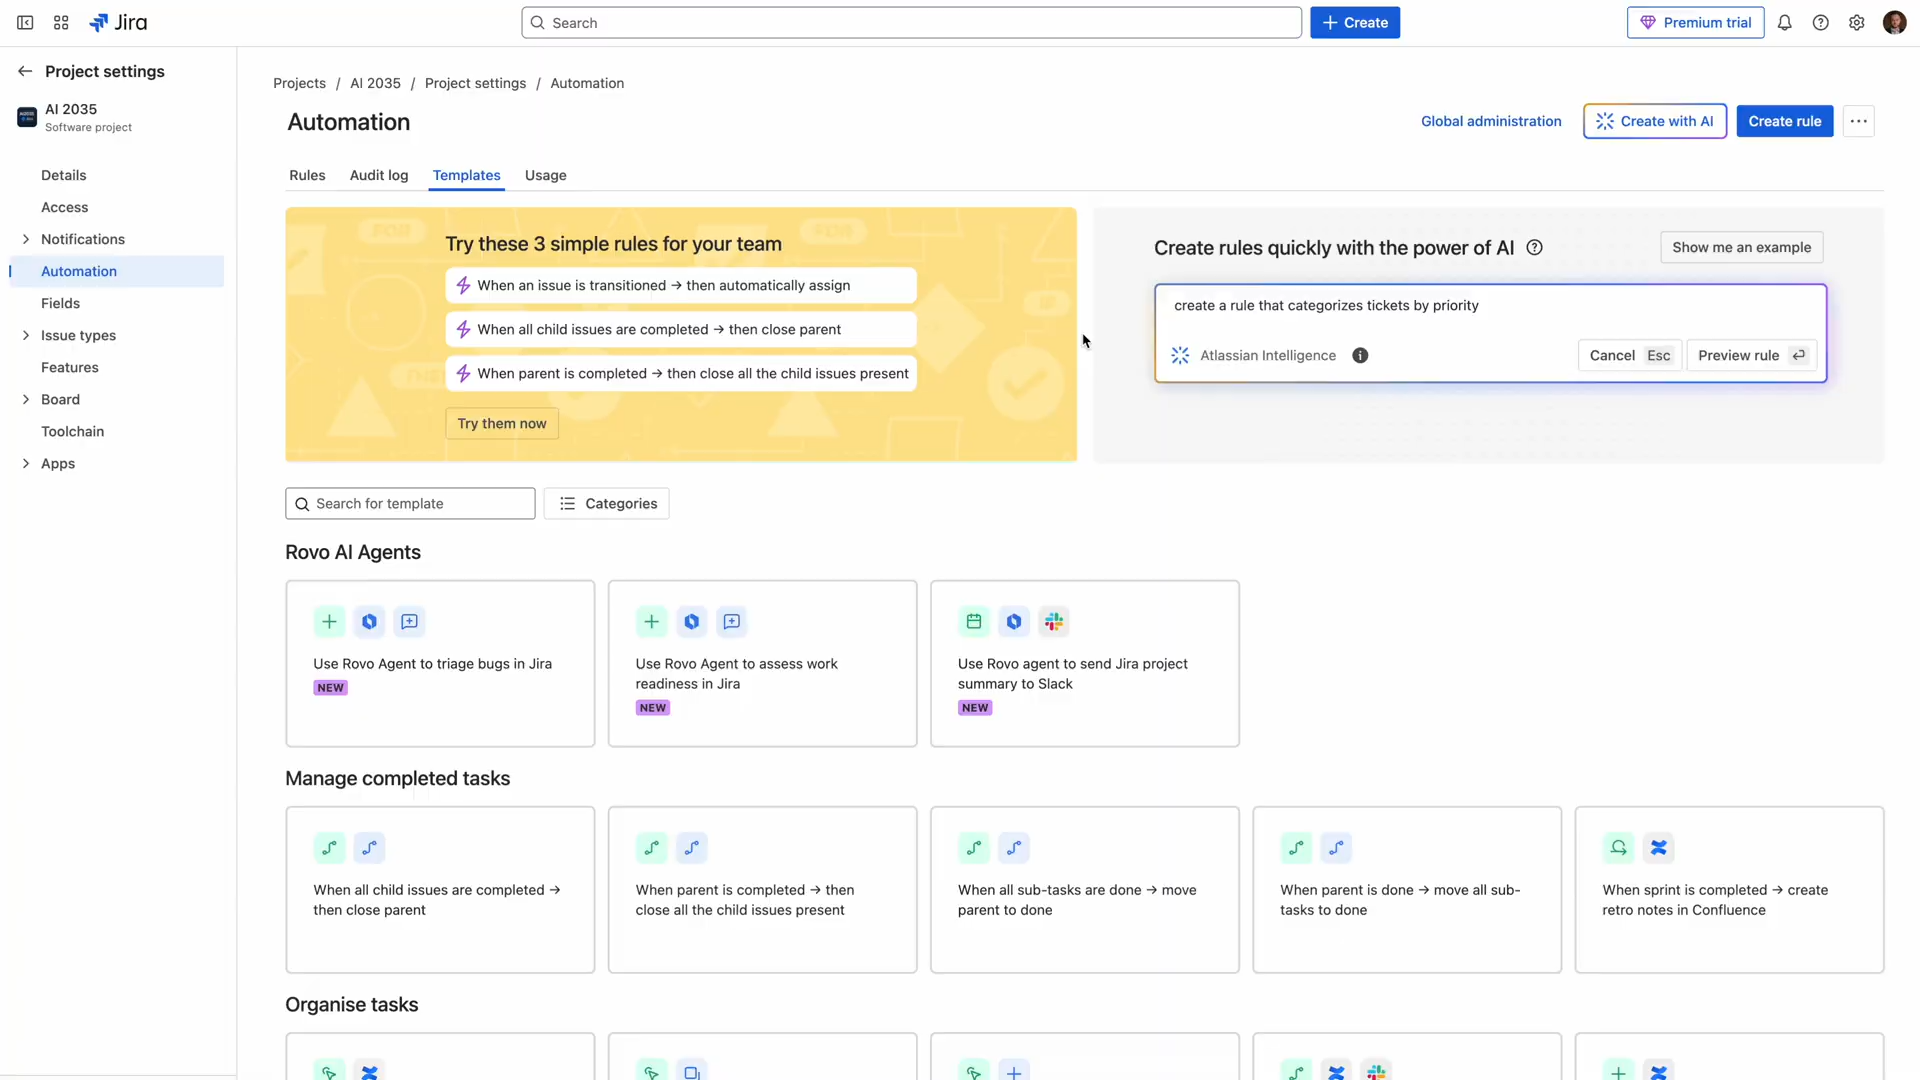 Jira
Search
Create
Premium trial
Project settings
AI 2035
Software project
Details
Access
Notifications
Automation
Fields
Issue types
Features
Board
Toolchain
Apps
Projects / AI 2035 / Project settings / Automation
Automation
Global administration
Create with AI
Create rule
Rules
Audit log
Templates
Usage
Try these 3 simple rules for your team
When an issue is transitioned → then automatically assign
When all child issues are completed → then close parent
When parent is completed → then close all the child issues present
Try them now
Create rules quickly with the power of AI
Show me an example
create a rule that categorizes tickets by priority
Atlassian Intelligence
Cancel Esc
Preview rule
Search for template
Categories
Rovo AI Agents
Use Rovo Agent to triage bugs in Jira
NEW
Use Rovo Agent to assess work
readiness in Jira
NEW
Use Rovo agent to send Jira project
summary to Slack
NEW
Manage completed tasks
When all child issues are completed →
then close parent
When parent is completed → then
close all the child issues present
When all sub-tasks are done → move
parent to done
When parent is done → move all sub-
tasks to done
When sprint is completed → create
retro notes in Confluence
Organise tasks